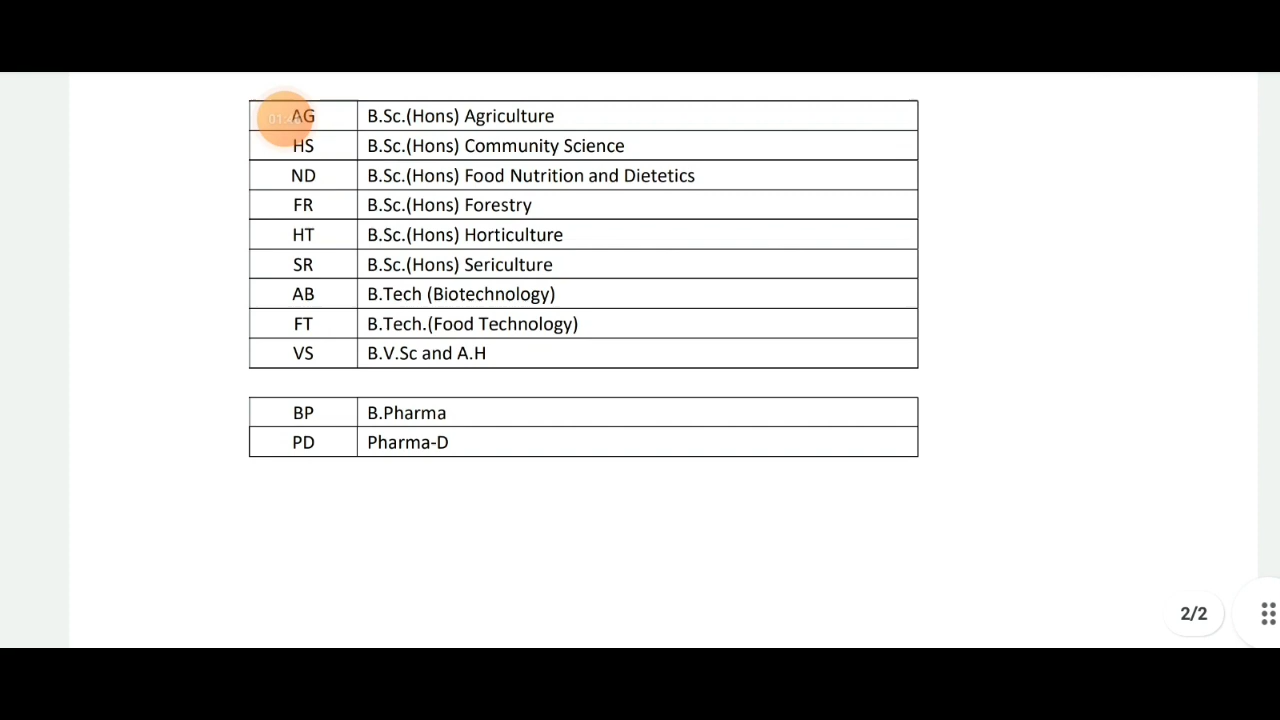 AG B.Sc.(Hons) Agriculture
HS B.Sc.(Hons) Community Science
ND B.Sc.(Hons) Food Nutrition and Dietetics
FR B.Sc.(Hons) Forestry
HT B.Sc.(Hons) Horticulture
SR B.Sc.(Hons) Sericulture
AB B.Tech (Biotechnology)
FT B.Tech.(Food Technology)
VS B.V.Sc and A.H
BP B.Pharma
PD Pharma-D
2/2